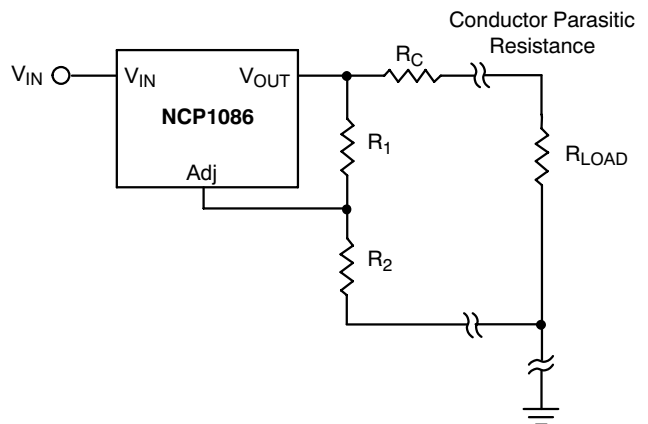 Conductor Parasitic
Resistance
V_IN
V_IN
V_OUT
R_C
NCP1086
R_1
R_LOAD
Adj
R_2